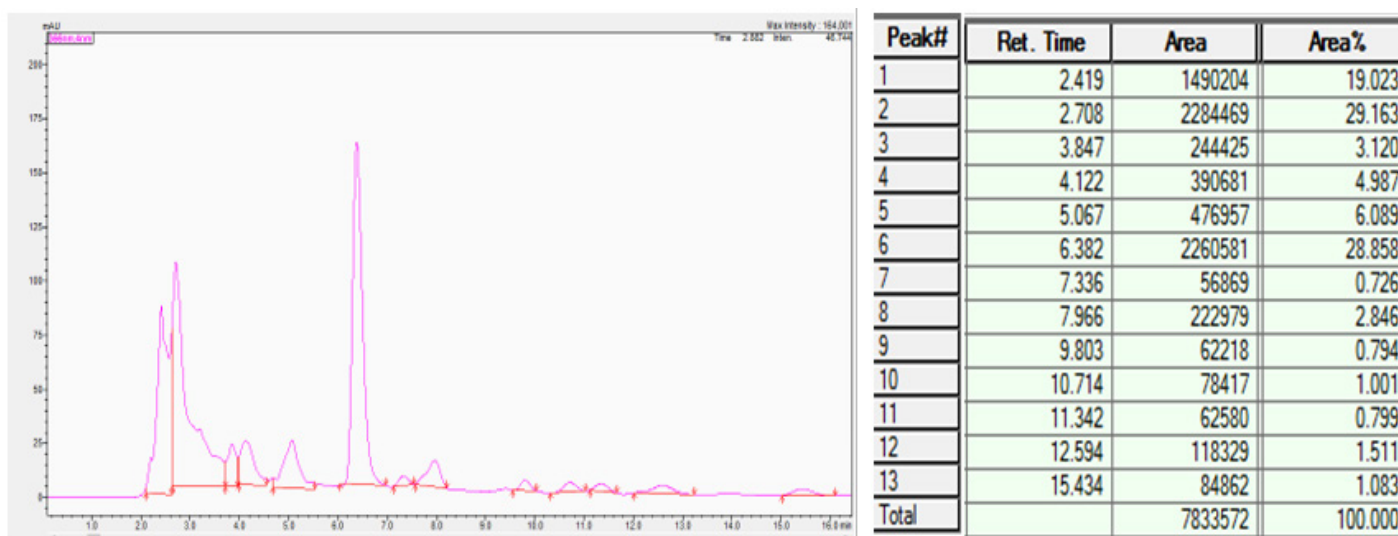 mAU
Max Intensity : 164,001
Time 2.882 Inten. 46.744
200
175
150
125
100
75
50
25
0
1.0 2.0 3.0 4.0 5.0 6.0 7.0 8.0 9.0 10.0 11.0 12.0 13.0 14.0 15.0 16.0 min
Peak# Ret. Time Area Area%
1 2.419 1490204 19.023
2 2.708 2284469 29.163
3 3.847 244425 3.120
4 4.122 390681 4.987
5 5.067 476957 6.089
6 6.382 2260581 28.858
7 7.336 56869 0.726
8 7.966 222979 2.846
9 9.803 62218 0.794
10 10.714 78417 1.001
11 11.342 62580 0.799
12 12.594 118329 1.511
13 15.434 84862 1.083
Total 7833572 100.000